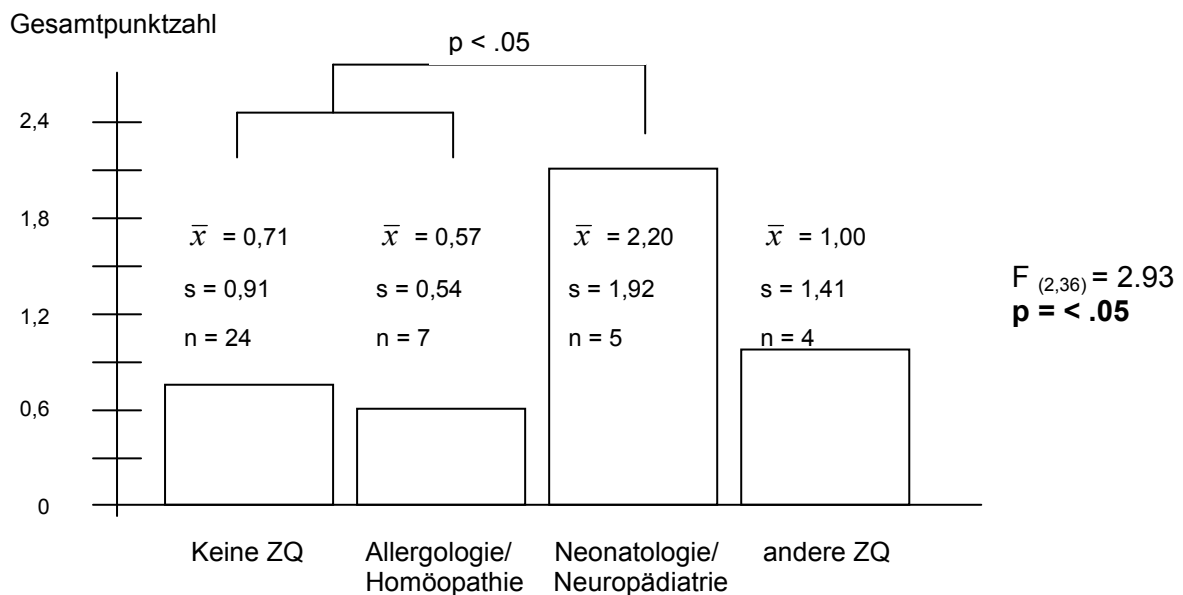 Gesamtpunktzahl
p < .05
2,4
1,8
1,2
0,6
0
x̅ = 0,71
s = 0,91
n = 24
x̅ = 0,57
s = 0,54
n = 7
x̅ = 2,20
s = 1,92
n = 5
x̅ = 1,00
s = 1,41
n = 4
F (2,36) = 2.93
p = < .05
Keine ZQ
Allergologie/
Homöopathie
Neonatologie/
Neuropädiatrie
andere ZQ